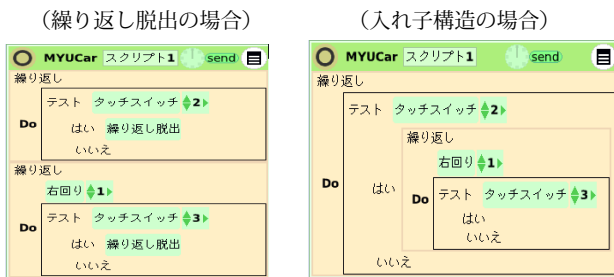 （繰り返し脱出の場合）
MYUCar スクリプト1 send
繰り返し
テスト タッチスイッチ 2
Do
はい 繰り返し脱出
いいえ
繰り返し
右回り 1
テスト タッチスイッチ 3
Do
はい 繰り返し脱出
いいえ
（入れ子構造の場合）
MYUCar スクリプト1 send
繰り返し
テスト タッチスイッチ 2
繰り返し
右回り 1
Do
はい
Do
テスト タッチスイッチ 3
はい
いいえ
いいえ